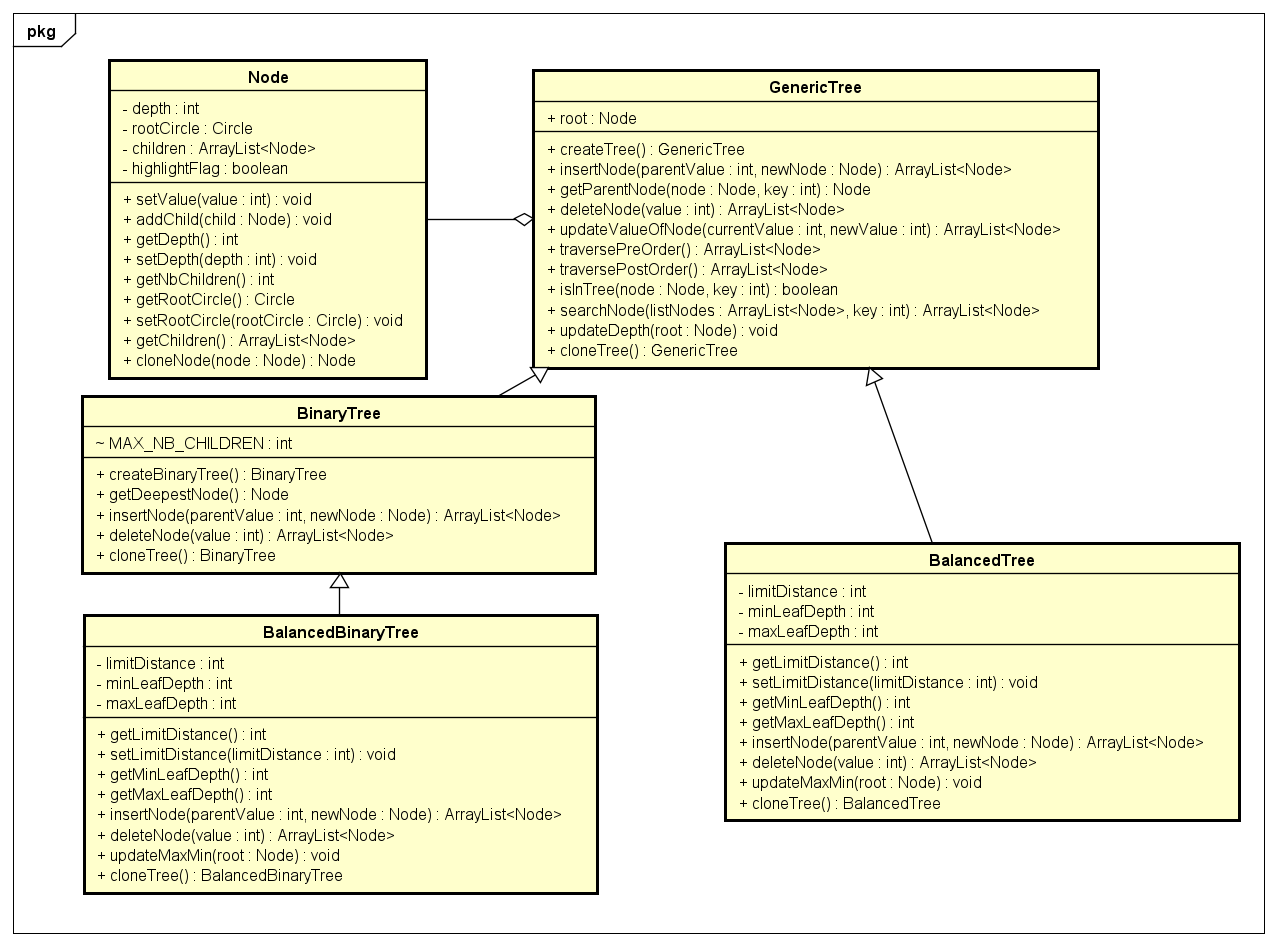 pkg
Node
- depth : int
- rootCircle : Circle
- children : ArrayList<Node>
- highlightFlag : boolean
+ setValue(value : int) : void
+ addChild(child : Node) : void
+ getDepth() : int
+ setDepth(depth : int) : void
+ getNbChildren() : int
+ getRootCircle() : Circle
+ setRootCircle(rootCircle : Circle) : void
+ getChildren() : ArrayList<Node>
+ cloneNode(node : Node) : Node
GenericTree
+ root : Node
+ createTree() : GenericTree
+ insertNode(parentValue : int, newNode : Node) : ArrayList<Node>
+ getParentNode(node : Node, key : int) : Node
+ deleteNode(value : int) : ArrayList<Node>
+ updateValueOfNode(currentValue : int, newValue : int) : ArrayList<Node>
+ traversePreOrder() : ArrayList<Node>
+ traversePostOrder() : ArrayList<Node>
+ isInTree(node : Node, key : int) : boolean
+ searchNode(listNodes : ArrayList<Node>, key : int) : ArrayList<Node>
+ updateDepth(root : Node) : void
+ cloneTree() : GenericTree
BinaryTree
~ MAX_NB_CHILDREN : int
+ createBinaryTree() : BinaryTree
+ getDeepestNode() : Node
+ insertNode(parentValue : int, newNode : Node) : ArrayList<Node>
+ deleteNode(value : int) : ArrayList<Node>
+ cloneTree() : BinaryTree
BalancedBinaryTree
- limitDistance : int
- minLeafDepth : int
- maxLeafDepth : int
+ getLimitDistance() : int
+ setLimitDistance(limitDistance : int) : void
+ getMinLeafDepth() : int
+ getMaxLeafDepth() : int
+ insertNode(parentValue : int, newNode : Node) : ArrayList<Node>
+ deleteNode(value : int) : ArrayList<Node>
+ updateMaxMin(root : Node) : void
+ cloneTree() : BalancedBinaryTree
BalancedTree
- limitDistance : int
- minLeafDepth : int
- maxLeafDepth : int
+ getLimitDistance() : int
+ setLimitDistance(limitDistance : int) : void
+ getMinLeafDepth() : int
+ getMaxLeafDepth() : int
+ insertNode(parentValue : int, newNode : Node) : ArrayList<Node>
+ deleteNode(value : int) : ArrayList<Node>
+ updateMaxMin(root : Node) : void
+ cloneTree() : BalancedTree